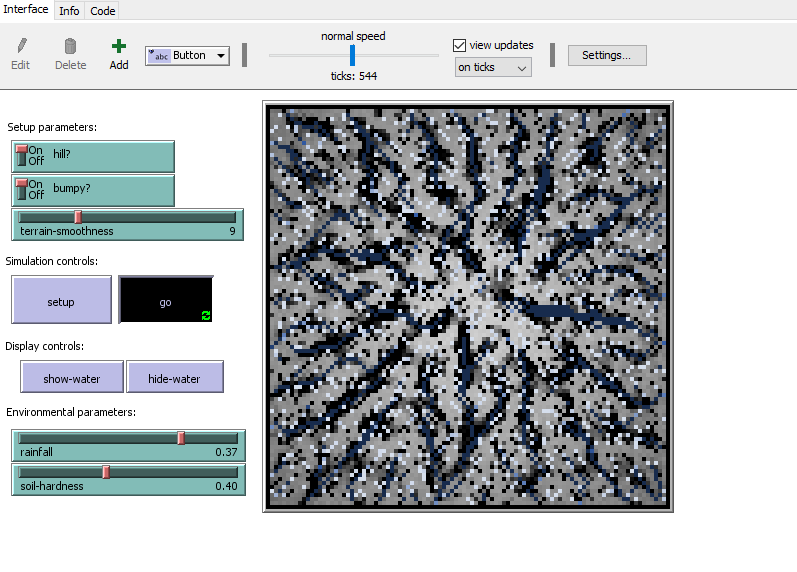 Interface Info Code
normal speed
view updates
Edit Delete Add
abc Button
ticks: 544
on ticks
Settings...
Setup parameters:
On
Off
hill?
On
Off
bumpy?
terrain-smoothness 9
Simulation controls:
setup go
Display controls:
show-water hide-water
Environmental parameters:
rainfall 0.37
soil-hardness 0.40